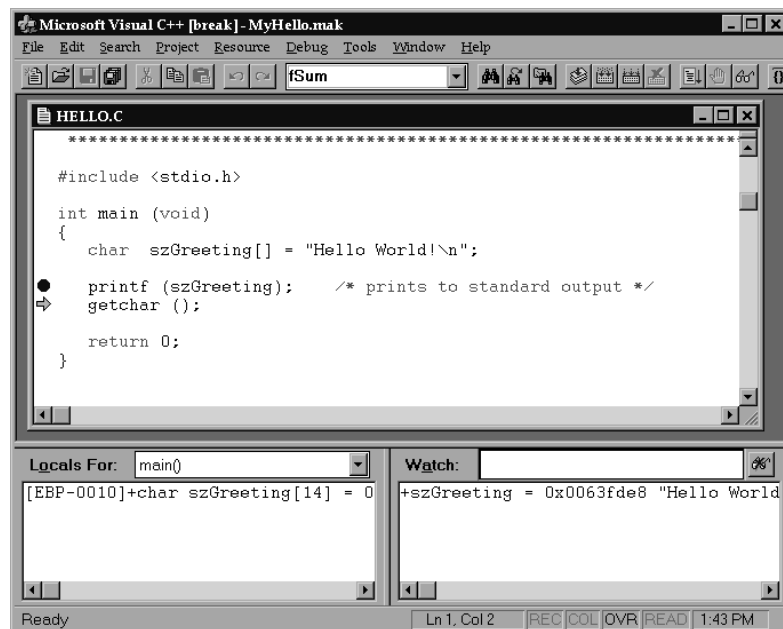 Microsoft Visual C++ [break] - MyHello.mak
File Edit Search Project Resource Debug Tools Window Help
fSum
HELLO.C
*****************************************************************
#include <stdio.h>
int main (void)
{
char szGreeting[] = "Hello World!\n";
printf (szGreeting); /* prints to standard output */
getchar ();
return 0;
}
Locals For: main()
Watch:
[EBP-0010]+char szGreeting[14] = 0
+szGreeting = 0x0063fde8 "Hello World
Ready
Ln 1, Col 2 REC COL OVR READ 1:43 PM